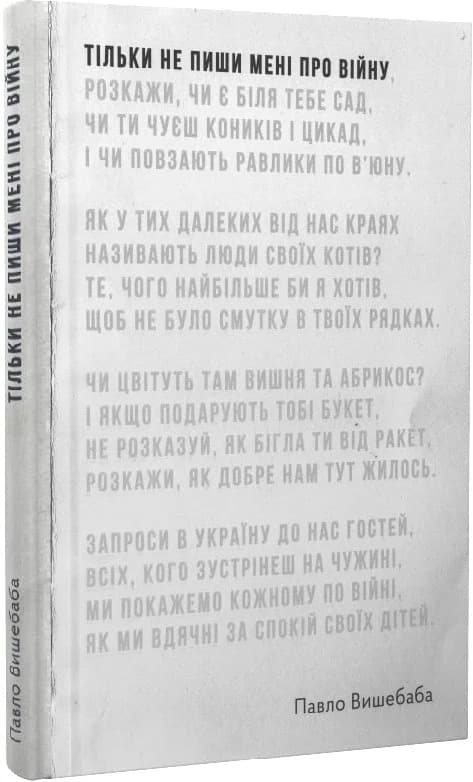 ТІЛЬКИ НЕ ПИШИ МЕНІ ПРО ВІЙНУ
Павло Вишебаба
ТІЛЬКИ НЕ ПИШИ МЕНІ ПРО ВІЙНУ,
РОЗКАЖИ, ЧИ Є БІЛЯ ТЕБЕ САД,
ЧИ ТИ ЧУЄШ КОНИКІВ І ЦИКАД,
І ЧИ ПОВЗАЮТЬ РАВЛИКИ ПО В'ЮНУ.
ЯК У ТИХ ДАЛЕКИХ ВІД НАС КРАЯХ
НАЗИВАЮТЬ ЛЮДИ СВОЇХ КОТІВ?
ТЕ, ЧОГО НАЙБІЛЬШЕ БИ Я ХОТІВ,
ЩОБ НЕ БУЛО СМУТКУ В ТВОЇХ РЯДКАХ.
ЧИ ЦВІТУТЬ ТАМ ВИШНЯ ТА АБРИКОС?
І ЯКЩО ПОДАРУЮТЬ ТОБІ БУКЕТ,
НЕ РОЗКАЗУЙ, ЯК БІГЛА ТИ ВІД РАКЕТ,
РОЗКАЖИ, ЯК ДОБРЕ НАМ ТУТ ЖИЛОСЬ.
ЗАПРОСИ В УКРАЇНУ ДО НАС ГОСТЕЙ,
ВСІХ, КОГО ЗУСТРІНЕШ НА ЧУЖИНІ,
МИ ПОКАЖЕМО КОЖНОМУ ПО ВІЙНІ,
ЯК МИ ВДЯЧНІ ЗА СПОКІЙ СВОЇХ ДІТЕЙ.
Павло Вишебаба